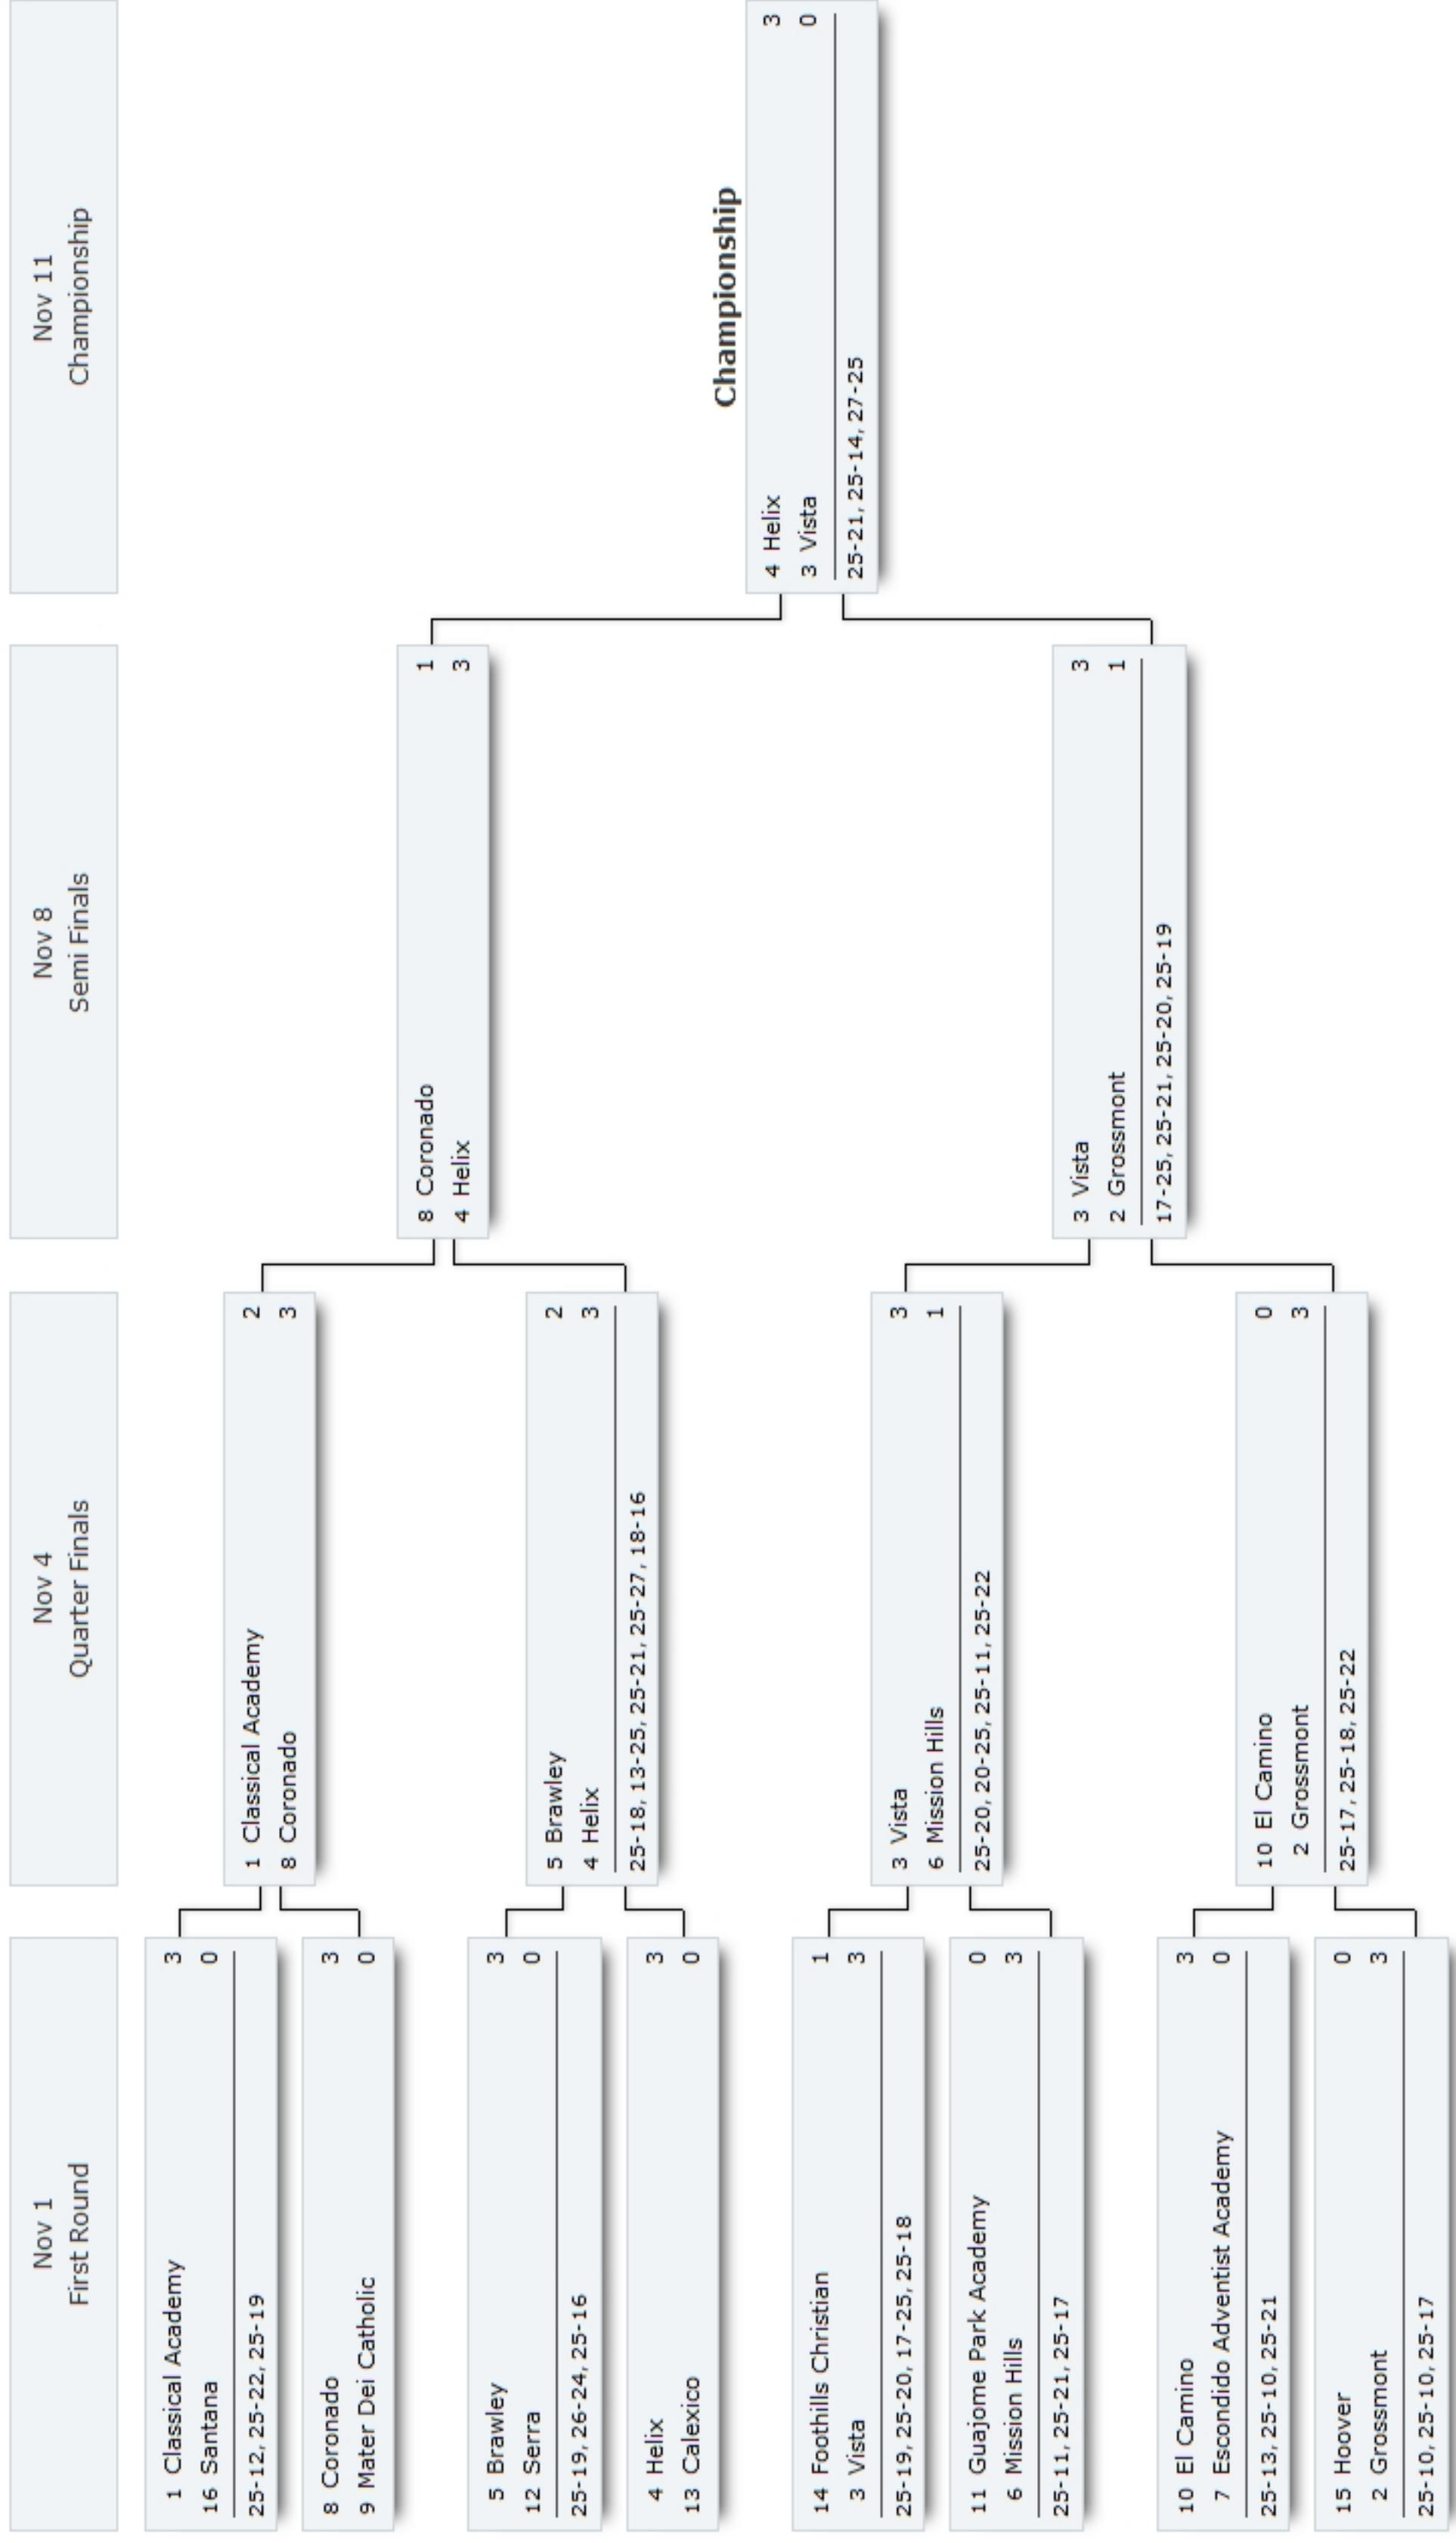 Nov 1
First Round
Nov 4
Quarter Finals
Nov 8
Semi Finals
Nov 11
Championship
1 Classical Academy 3
16 Santana 0
25-12, 25-22, 25-19
8 Coronado 3
9 Mater Dei Catholic 0
5 Brawley 3
12 Serra 0
25-19, 26-24, 25-16
4 Helix 3
13 Calexico 0
14 Foothills Christian 1
3 Vista 3
25-19, 25-20, 17-25, 25-18
11 Guajome Park Academy 0
6 Mission Hills 3
25-11, 25-21, 25-17
10 El Camino 3
7 Escondido Adventist Academy 0
25-13, 25-10, 25-21
15 Hoover 0
2 Grossmont 3
25-10, 25-10, 25-17
1 Classical Academy 2
8 Coronado 3
5 Brawley 2
4 Helix 3
25-18, 13-25, 25-21, 25-27, 18-16
3 Vista 3
6 Mission Hills 1
25-20, 20-25, 25-11, 25-22
10 El Camino 0
2 Grossmont 3
25-17, 25-18, 25-22
8 Coronado 1
4 Helix 3
3 Vista 3
2 Grossmont 1
17-25, 25-21, 25-20, 25-19
Championship
4 Helix 3
3 Vista 0
25-21, 25-14, 27-25